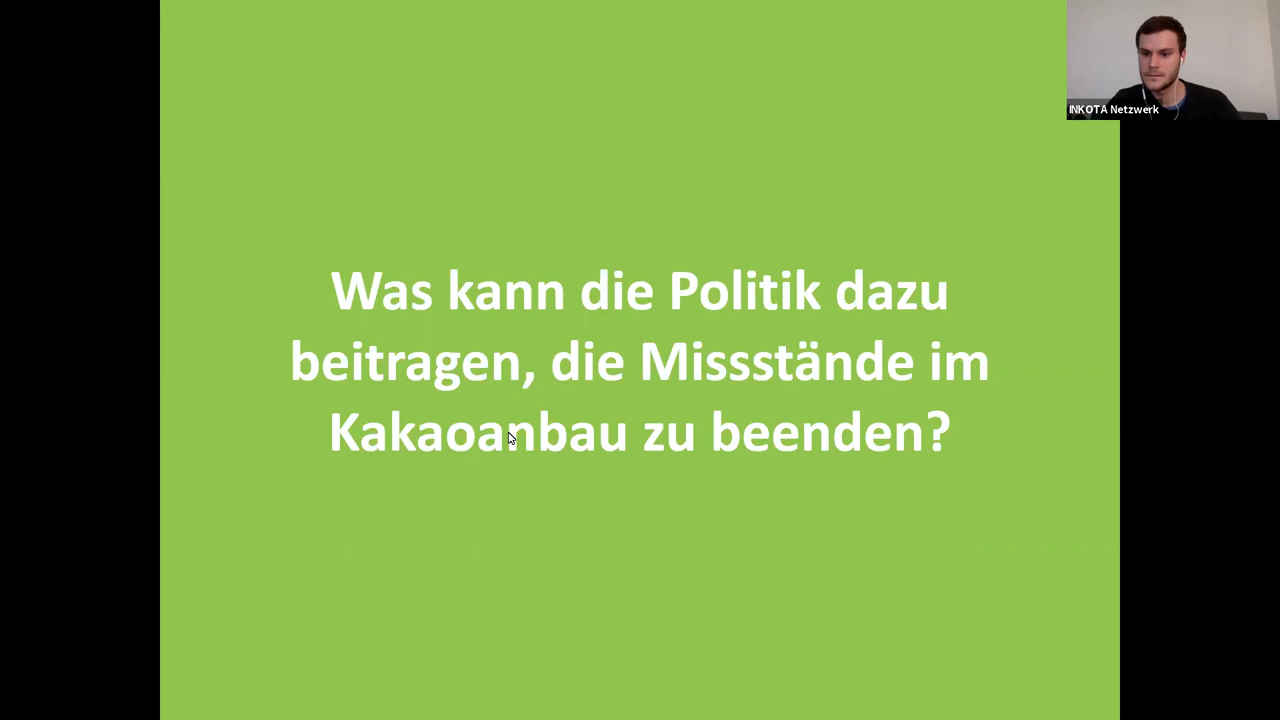 INKOTA Netzwerk
Was kann die Politik dazu
beitragen, die Missstände im
Kakaoanbau zu beenden?